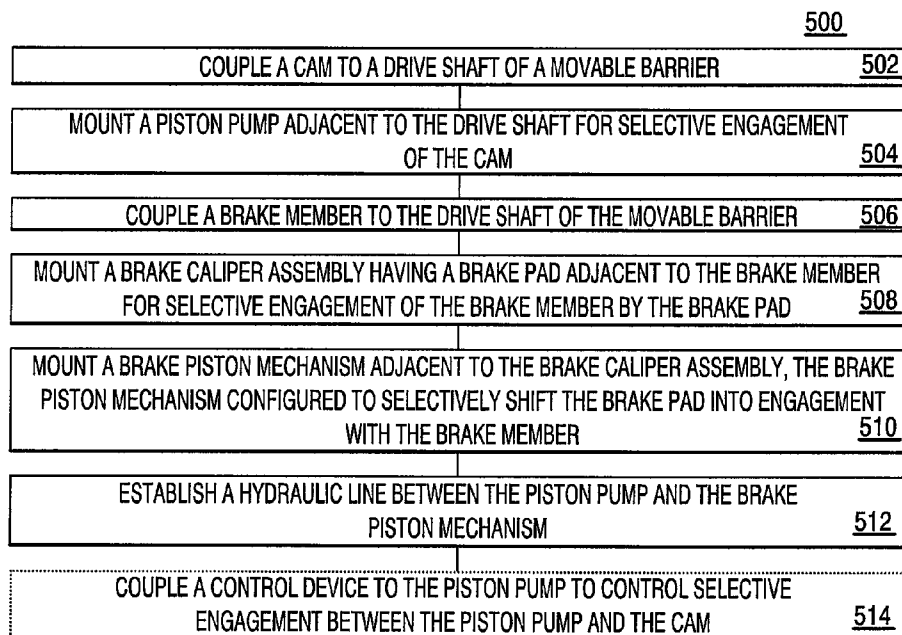 500
COUPLE A CAM TO A DRIVE SHAFT OF A MOVABLE BARRIER 502
MOUNT A PISTON PUMP ADJACENT TO THE DRIVE SHAFT FOR SELECTIVE ENGAGEMENT
OF THE CAM 504
COUPLE A BRAKE MEMBER TO THE DRIVE SHAFT OF THE MOVABLE BARRIER 506
MOUNT A BRAKE CALIPER ASSEMBLY HAVING A BRAKE PAD ADJACENT TO THE BRAKE MEMBER
FOR SELECTIVE ENGAGEMENT OF THE BRAKE MEMBER BY THE BRAKE PAD 508
MOUNT A BRAKE PISTON MECHANISM ADJACENT TO THE BRAKE CALIPER ASSEMBLY, THE BRAKE
PISTON MECHANISM CONFIGURED TO SELECTIVELY SHIFT THE BRAKE PAD INTO ENGAGEMENT
WITH THE BRAKE MEMBER 510
ESTABLISH A HYDRAULIC LINE BETWEEN THE PISTON PUMP AND THE BRAKE
PISTON MECHANISM 512
COUPLE A CONTROL DEVICE TO THE PISTON PUMP TO CONTROL SELECTIVE
ENGAGEMENT BETWEEN THE PISTON PUMP AND THE CAM 514